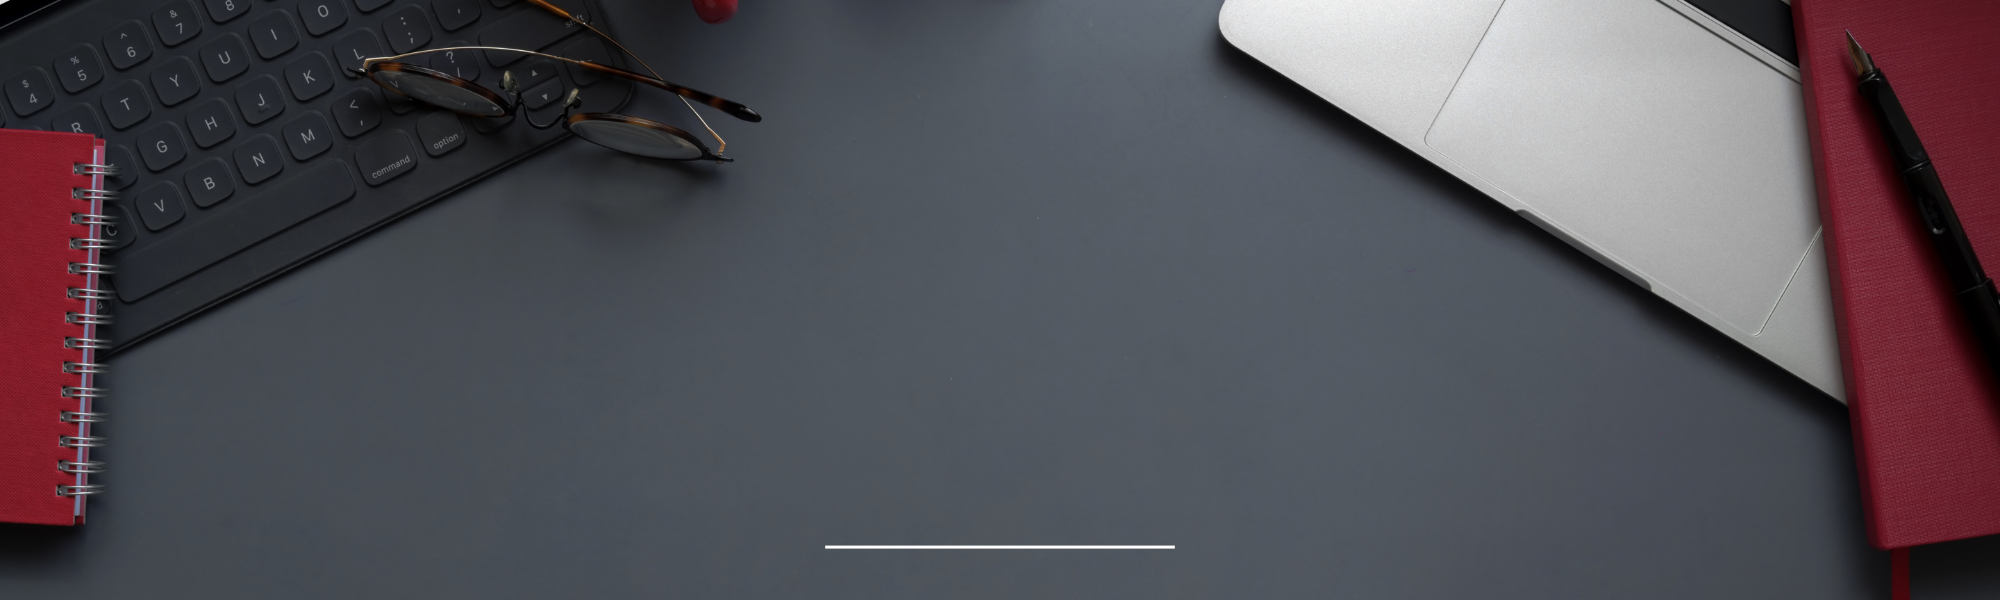 & 7 8 O
^ 6 U I L : ; shift
% 5 Y K ? /
$ 4 T J < ,
R H M option
G N command
B
V
C